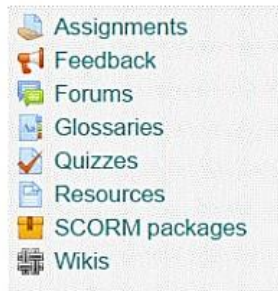 Assignments
Feedback
Forums
Glossaries
Quizzes
Resources
SCORM packages
Wikis